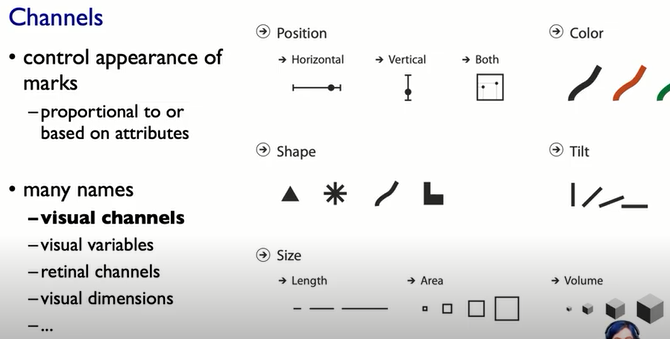 Channels
• control appearance of
marks
– proportional to or
based on attributes
• many names
– visual channels
– visual variables
– retinal channels
– visual dimensions
– ...
Position
Horizontal
Vertical
Both
Color
Shape
Tilt
Size
Length
Area
Volume